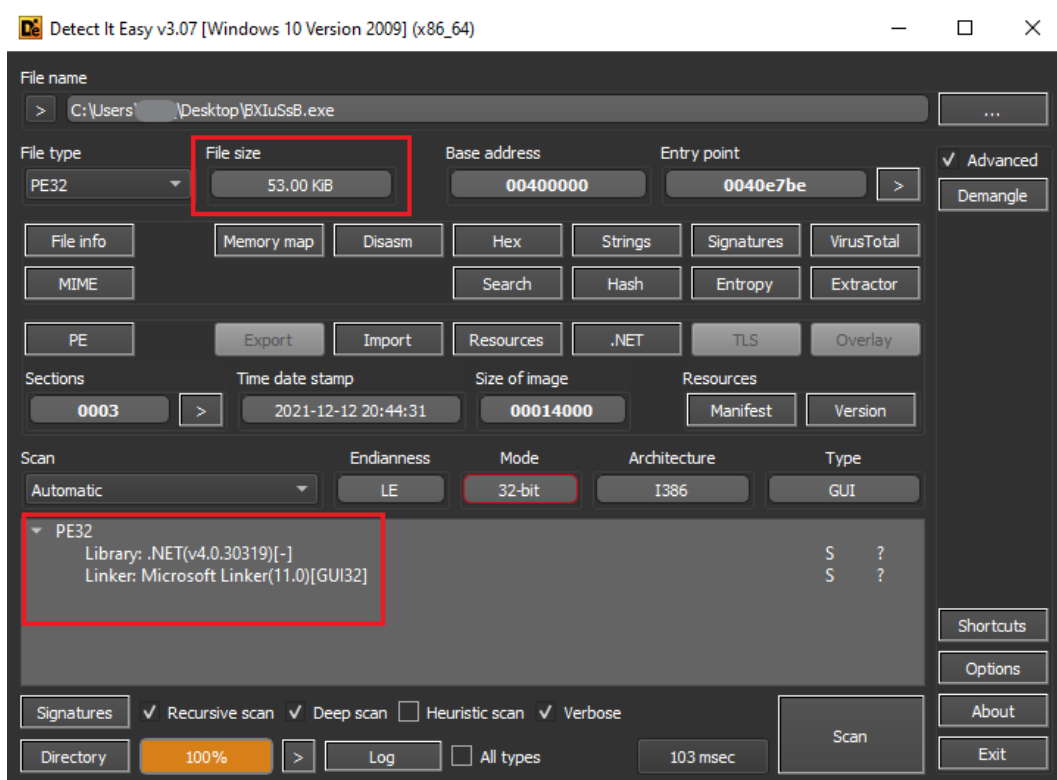 Detect It Easy v3.07 [Windows 10 Version 2009] (x86_64)
File name
> C:\Users\ \Desktop\BXIuSsB.exe ...
File type File size Base address Entry point Advanced
PE32 53.00 KiB 00400000 0040e7be > Demangle
File info Memory map Disasm Hex Strings Signatures VirusTotal
MIME Search Hash Entropy Extractor
PE Export Import Resources .NET TLS Overlay
Sections Time date stamp Size of image Resources
0003 > 2021-12-12 20:44:31 00014000 Manifest Version
Scan Endianness Mode Architecture Type
Automatic LE 32-bit I386 GUI
PE32
Library: .NET(v4.0.30319)[-] S ?
Linker: Microsoft Linker(11.0)[GUI32] S ?
Shortcuts
Options
Signatures Recursive scan Deep scan Heuristic scan Verbose Scan About
Directory 100% > Log All types 103 msec Exit